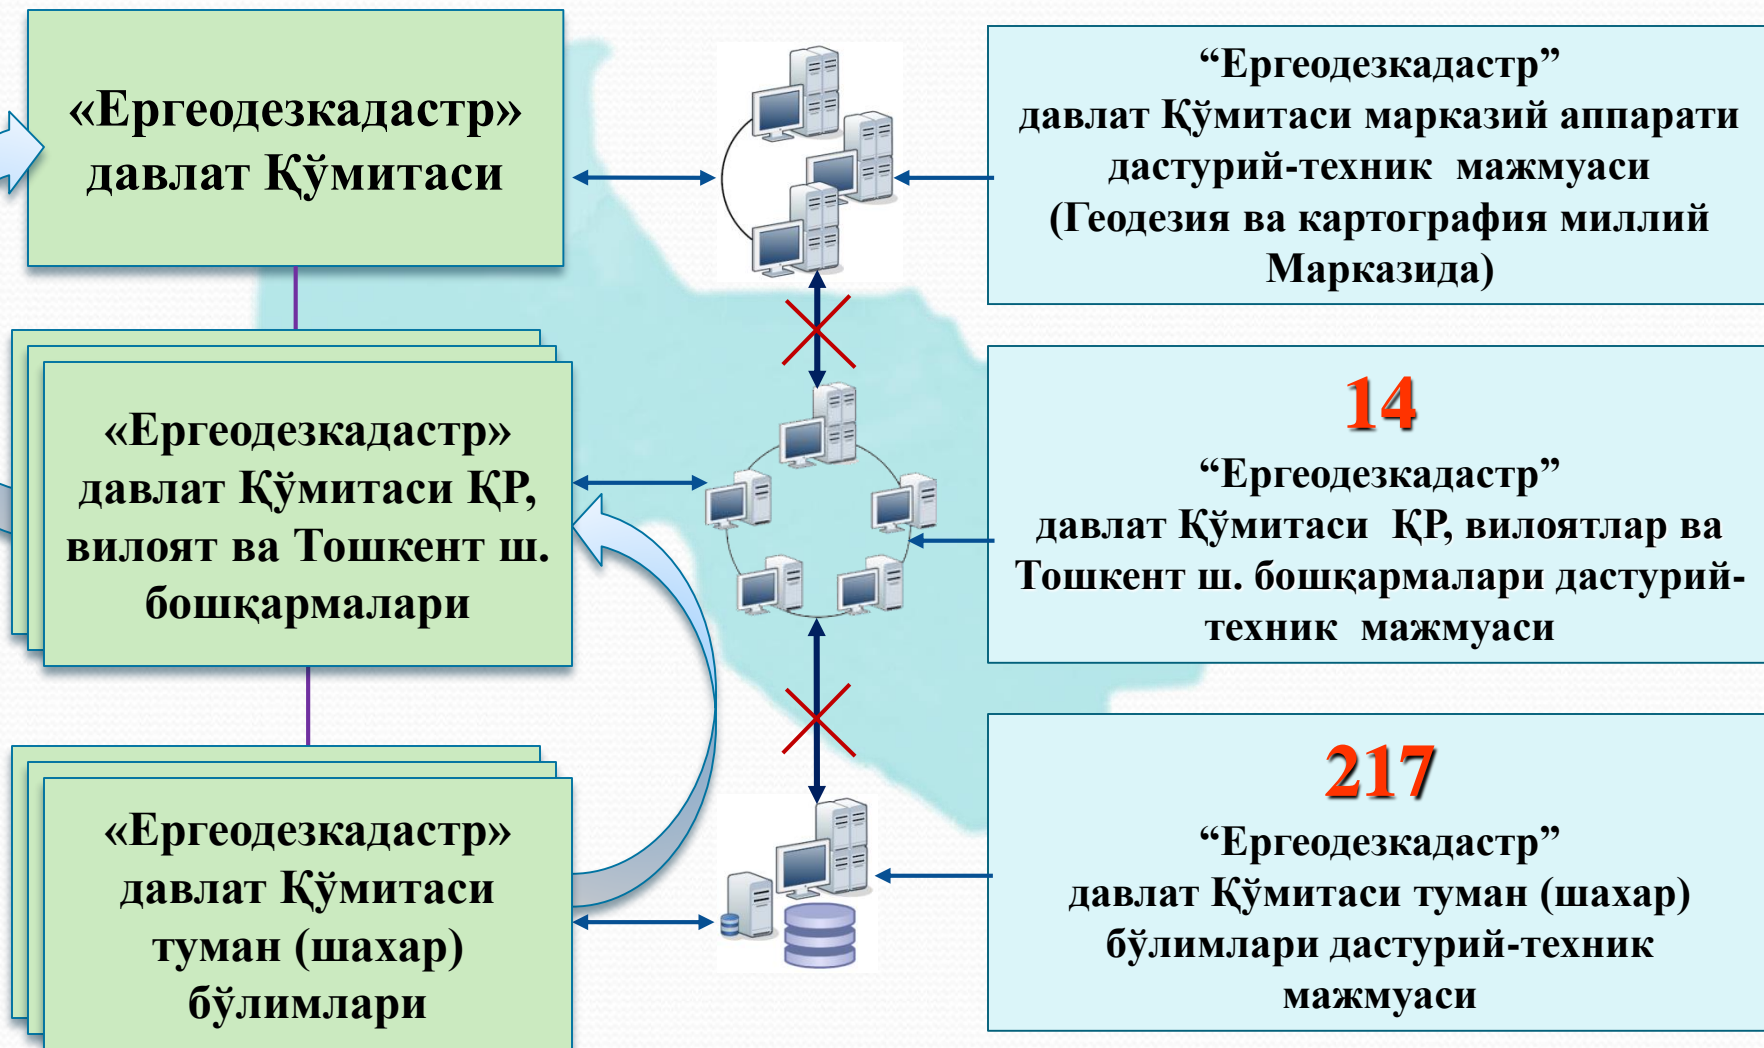 «Ергеодезкадастр»
давлат Қўмитаси
“Ергеодезкадастр”
давлат Қўмитаси марказий аппарати
дастурий-техник мажмуаси
(Геодезия ва картография миллий
Марказида)
«Ергеодезкадастр»
давлат Қўмитаси ҚР,
вилоят ва Тошкент ш.
бошқармалари
14
“Ергеодезкадастр”
давлат Қўмитаси ҚР, вилоятлар ва
Тошкент ш. бошқармалари дастурий-
техник мажмуаси
«Ергеодезкадастр»
давлат Қўмитаси
туман (шахар)
бўлимлари
217
“Ергеодезкадастр”
давлат Қўмитаси туман (шахар)
бўлимлари дастурий-техник
мажмуаси